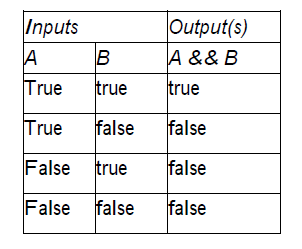 Inputs Output(s)
A B A && B
True true true
True false false
False true false
False false false